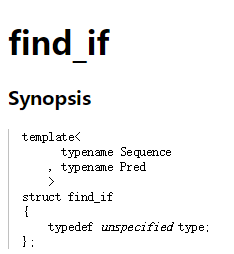 find_if
Synopsis
template<
      typename Sequence
    , typename Pred
    >
struct find_if
{
    typedef unspecified type;
};